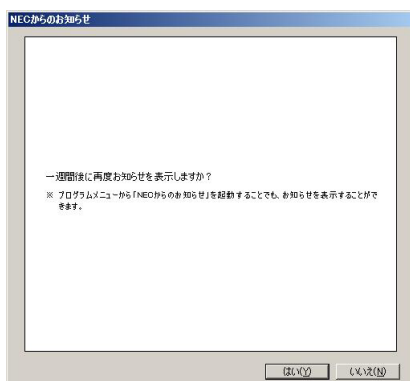 NECからのお知らせ
一週間後に再度お知らせを表示しますか？
※ プログラムメニューから「NECからのお知らせ」を起動することでも、お知らせを表示することがで
きます。
はい(Y)
いいえ(N)